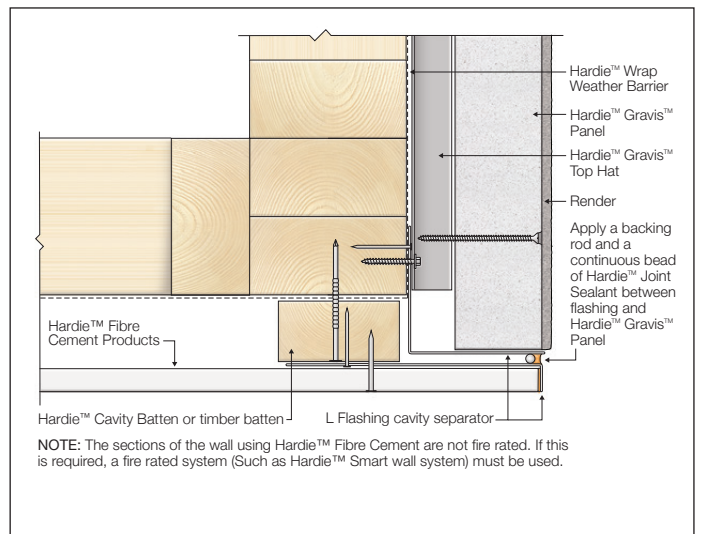 Hardie™ Wrap
Weather Barrier
Hardie™ Gravis™
Panel
Hardie™ Gravis™
Top Hat
Render
Apply a backing
rod and a
continuous bead
of Hardie™ Joint
Sealant between
flashing and
Hardie™ Gravis™
Panel
Hardie™ Fibre
Cement Products
Hardie™ Cavity Batten or timber batten
L Flashing cavity separator
NOTE: The sections of the wall using Hardie™ Fibre Cement are not fire rated. If this
is required, a fire rated system (Such as Hardie™ Smart wall system) must be used.